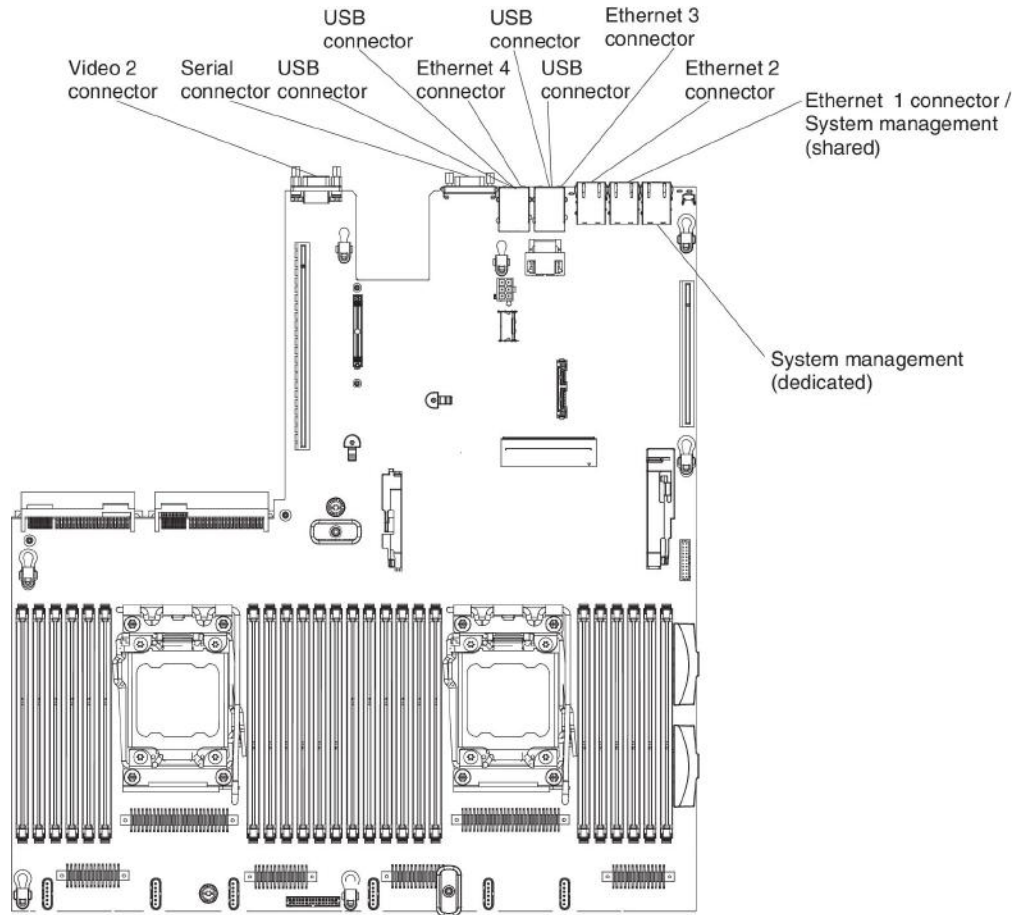 USB
connector
USB
connector
Ethernet 3
connector
Video 2
connector
Serial
connector
USB
connector
Ethernet 4
connector
USB
connector
Ethernet 2
connector
Ethernet 1 connector /
System management
(shared)
System management
(dedicated)